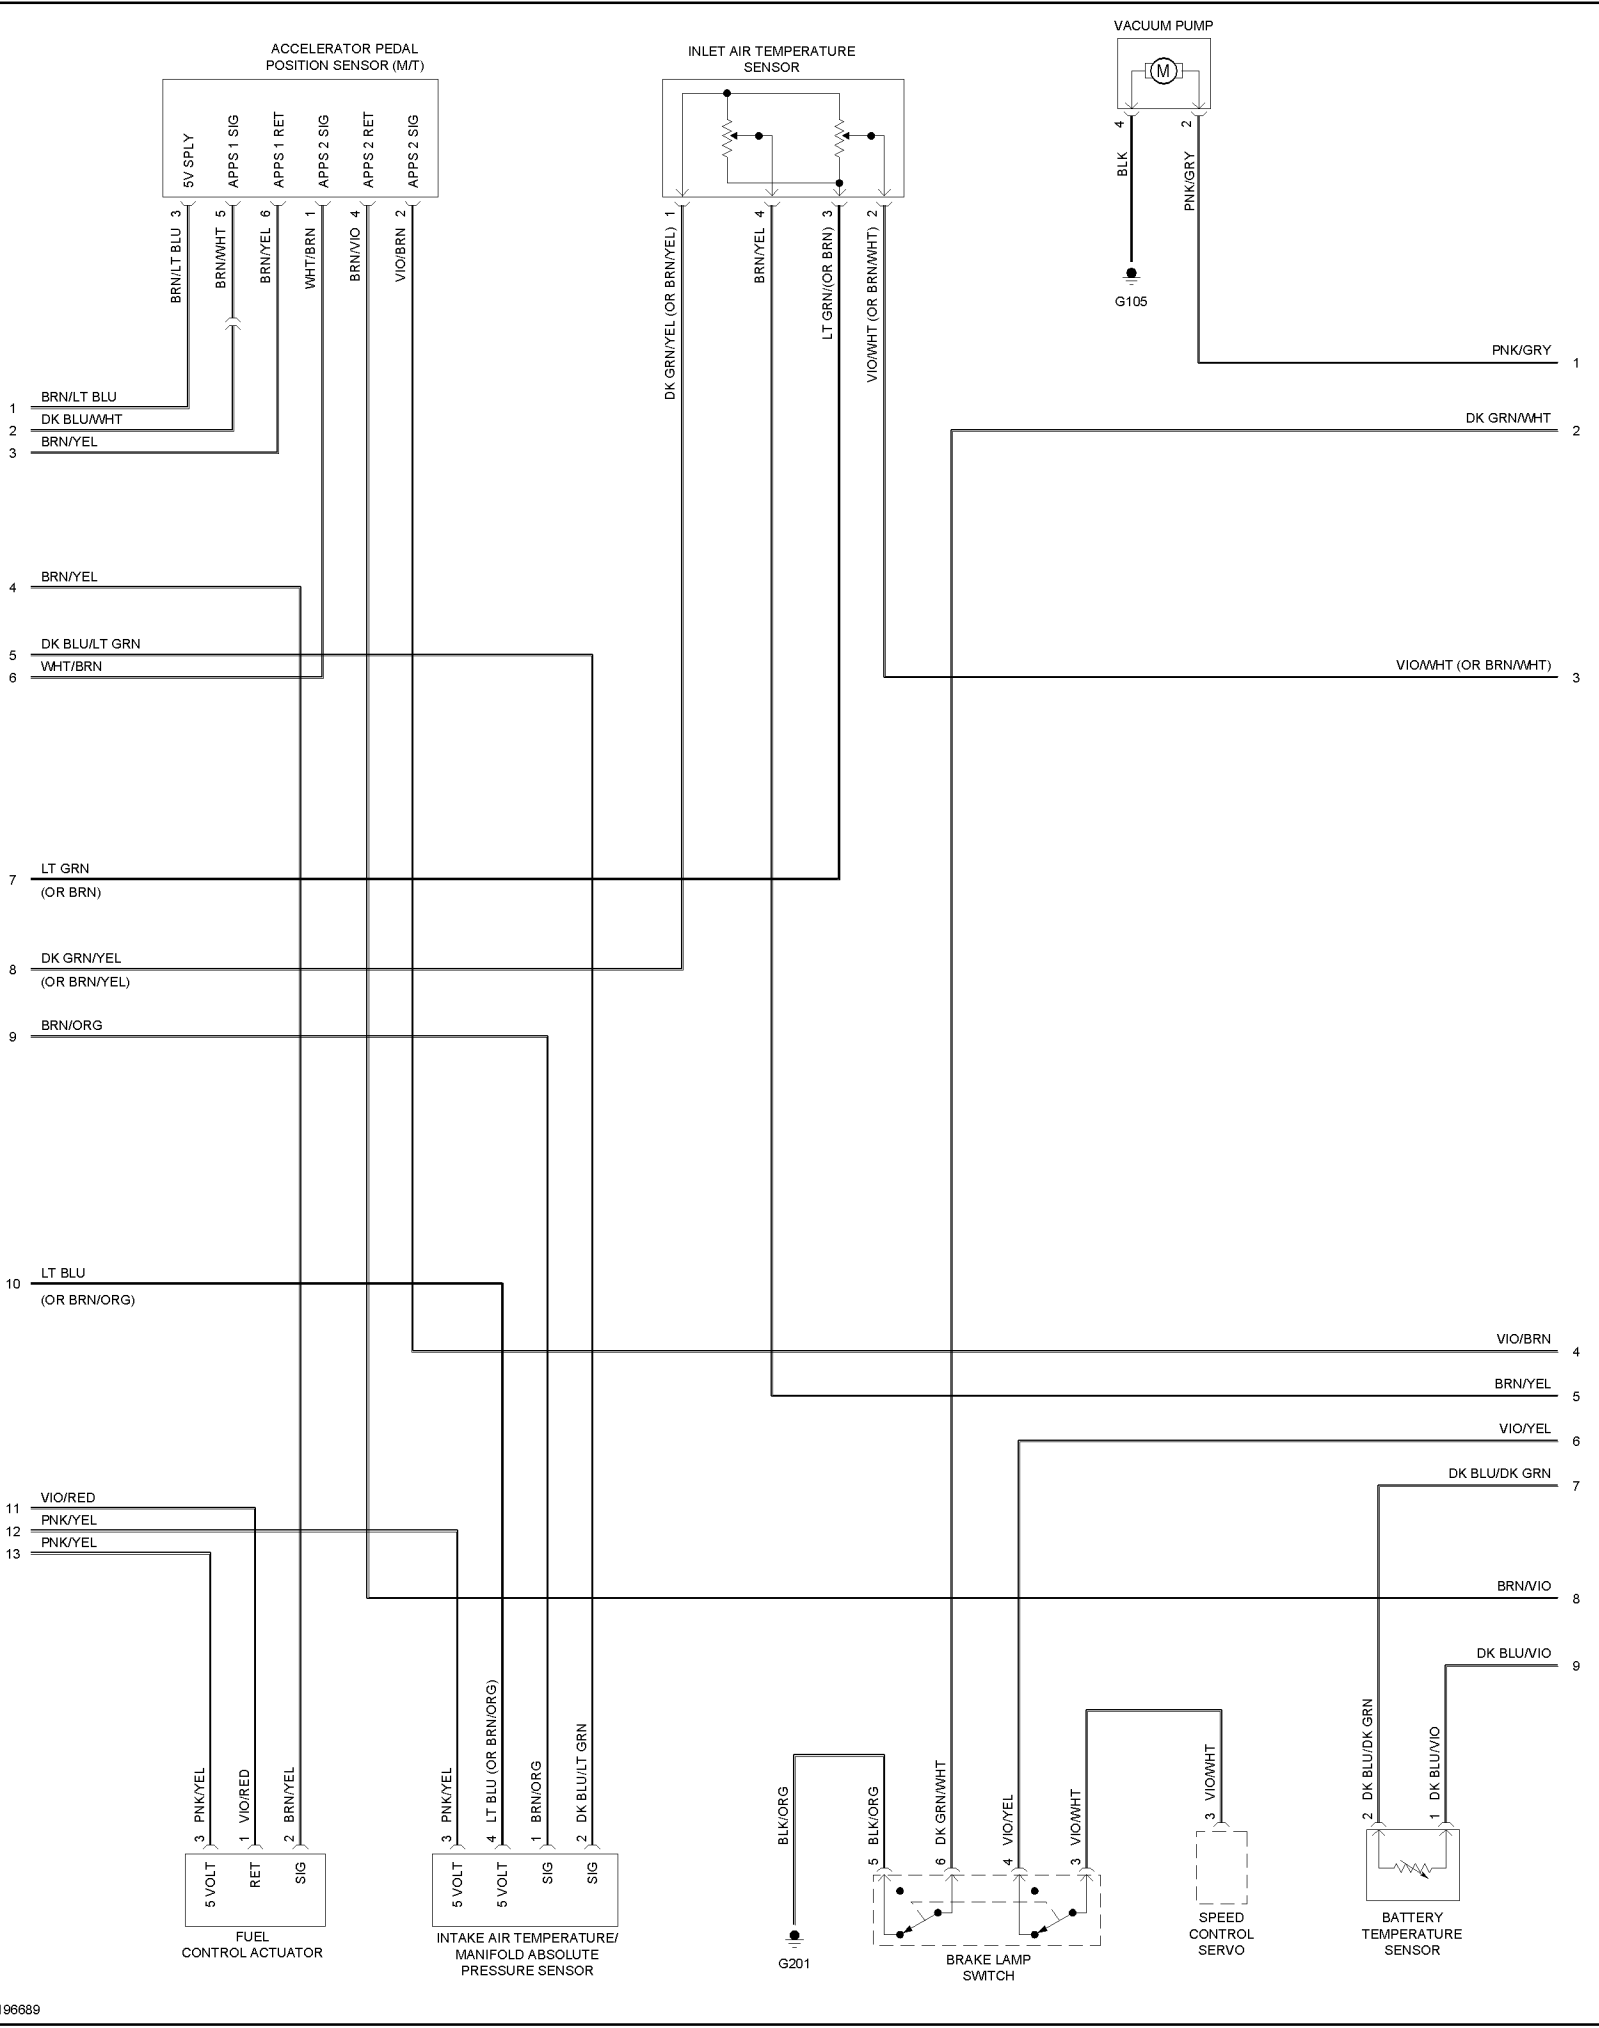 VACUUM PUMP
M
4
2
BLK
PNK/GRY
G105
ACCELERATOR PEDAL
POSITION SENSOR (M/T)
5V SPLY
APPS 1 SIG
APPS 1 RET
APPS 2 SIG
APPS 2 RET
APPS 2 SIG
3
5
6
1
4
2
BRN/LT BLU
BRN/WHT
BRN/YEL
WHT/BRN
BRN/VIO
VIO/BRN
INLET AIR TEMPERATURE
SENSOR
1
4
3
2
DK GRN/YEL (OR BRN/YEL)
BRN/YEL
LT GRN/(OR BRN)
VIO/WHT (OR BRN/WHT)
PNK/GRY 1
1 BRN/LT BLU
2 DK BLU/WHT
3 BRN/YEL
DK GRN/WHT 2
4 BRN/YEL
5 DK BLU/LT GRN
6 WHT/BRN
VIO/WHT (OR BRN/WHT) 3
7 LT GRN
(OR BRN)
8 DK GRN/YEL
(OR BRN/YEL)
9 BRN/ORG
10 LT BLU
(OR BRN/ORG)
VIO/BRN 4
BRN/YEL 5
VIO/YEL 6
DK BLU/DK GRN 7
11 VIO/RED
12 PNK/YEL
13 PNK/YEL
BRN/VIO 8
DK BLU/VIO 9
3 PNK/YEL
1 VIO/RED
2 BRN/YEL
5 VOLT
RET
SIG
FUEL
CONTROL ACTUATOR
3 PNK/YEL
4 LT BLU (OR BRN/ORG)
1 BRN/ORG
2 DK BLU/LT GRN
5 VOLT
5 VOLT
SIG
SIG
INTAKE AIR TEMPERATURE/
MANIFOLD ABSOLUTE
PRESSURE SENSOR
BLK/ORG
G201
5 BLK/ORG
6 DK GRN/WHT
4 VIO/YEL
3 VIO/WHT
BRAKE LAMP
SWITCH
3 VIO/WHT
SPEED
CONTROL
SERVO
2 DK BLU/DK GRN
1 DK BLU/VIO
BATTERY
TEMPERATURE
SENSOR
196689